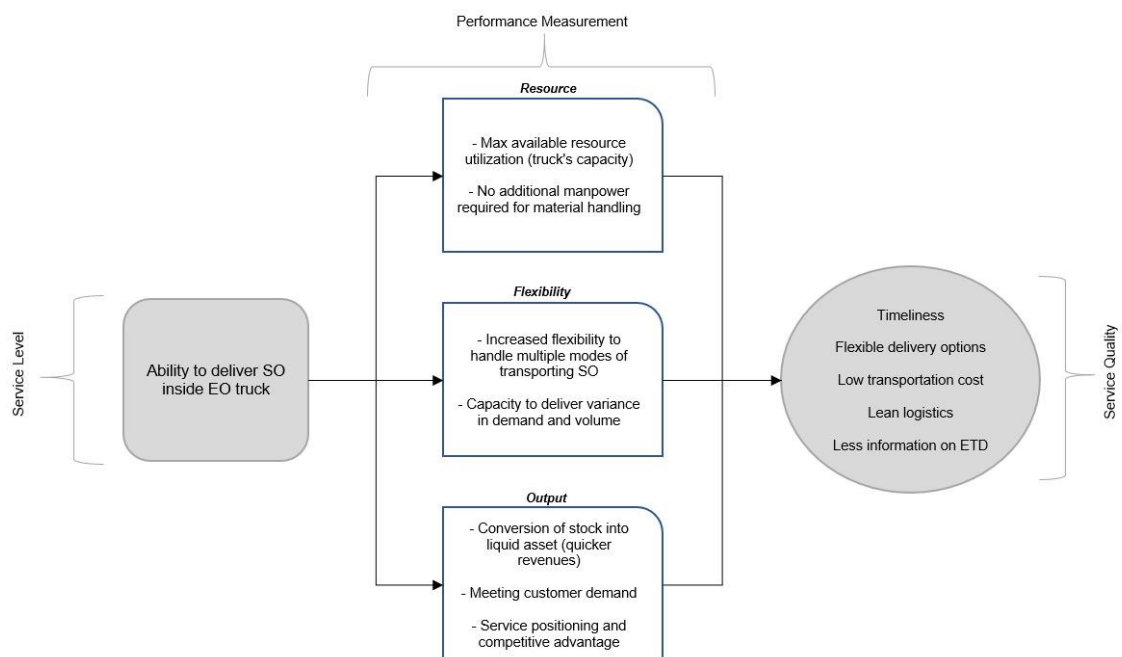 Performance Measurement
Resource
- Max available resource
utilization (truck's capacity)
- No additional manpower
required for material handling
Service Level
Ability to deliver SO
inside EO truck
Flexibility
- Increased flexibility to
handle multiple modes of
transporting SO
- Capacity to deliver variance
in demand and volume
Output
- Conversion of stock into
liquid asset (quicker
revenues)
- Meeting customer demand
- Service positioning and
competitive advantage
Timeliness
Flexible delivery options
Low transportation cost
Lean logistics
Less information on ETD
Service Quality